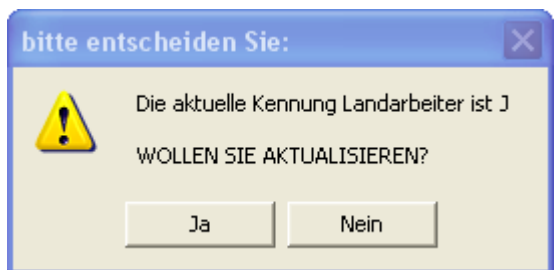 bitte entscheiden Sie:
Die aktuelle Kennung Landarbeiter ist J
WOLLEN SIE AKTUALISIEREN?
Ja
Nein